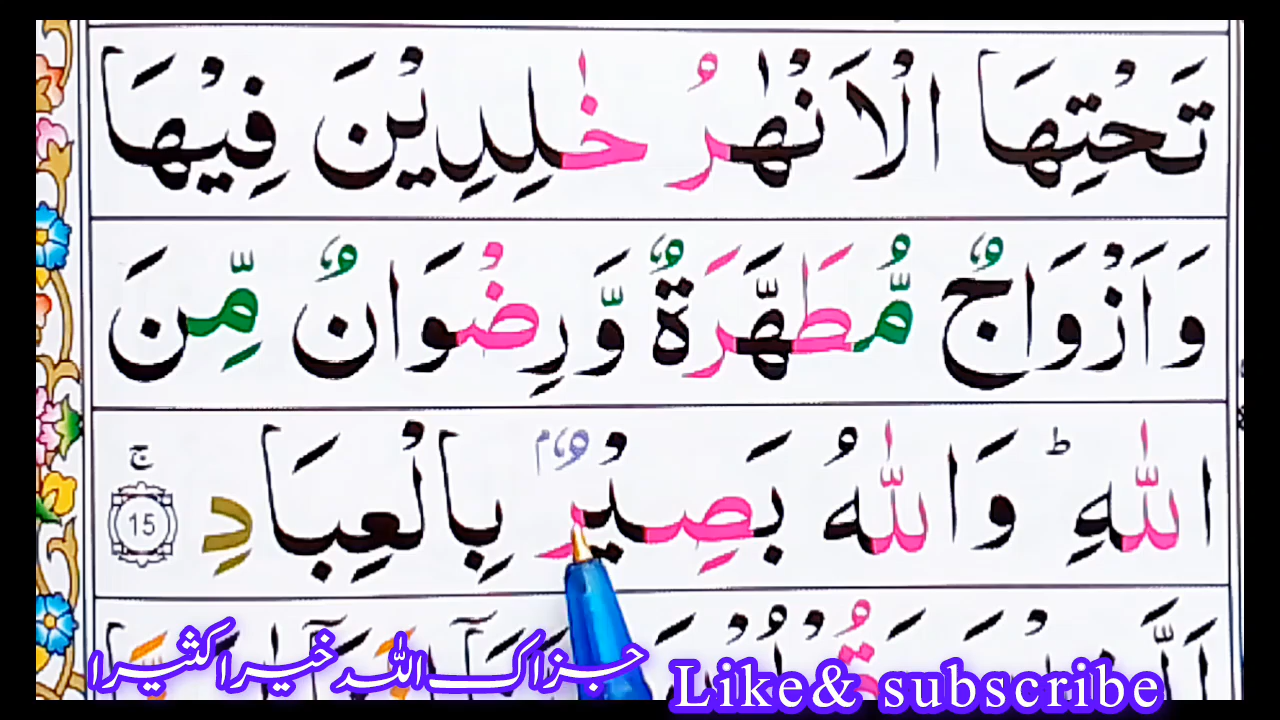 تَحْتِهَا الْاَنْهٰرُ خٰلِدِيْنَ فِيْهَا
وَاَزْوَاجٌ مُّطَهَّرَةٌ وَّرِضْوَانٌ مِّنَ
اللّٰهِ ؕ وَاللّٰهُ بَصِيْرٌۢ بِالْعِبَادِ ۚ 15
جزاک اللہ خیرا کثیرا
Like& subscribe